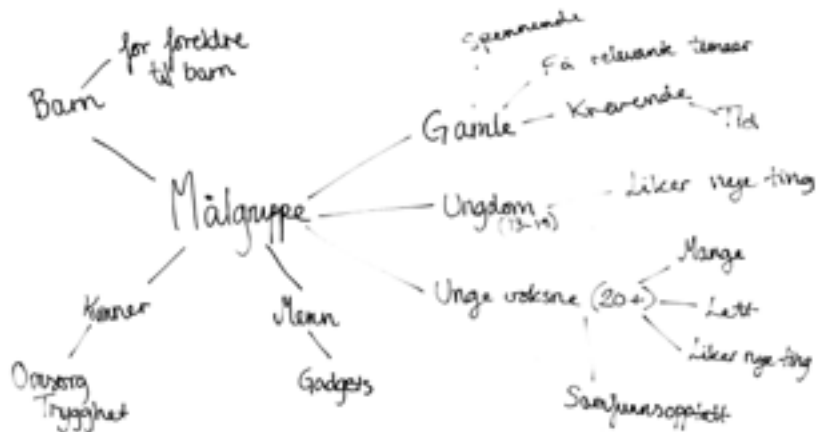 Spennende
for foreldre
til barn
Få relevante temaer
Barn
Gamle
Krevende
Tid
Målgruppe
Ungdom
(13-19)
Liker nye ting
Mange
Kvinner
Menn
Unge voksne (20+)
Lett
Liker nye ting
Omsorg
Trygghet
Gadgets
Samfunnsopptatt